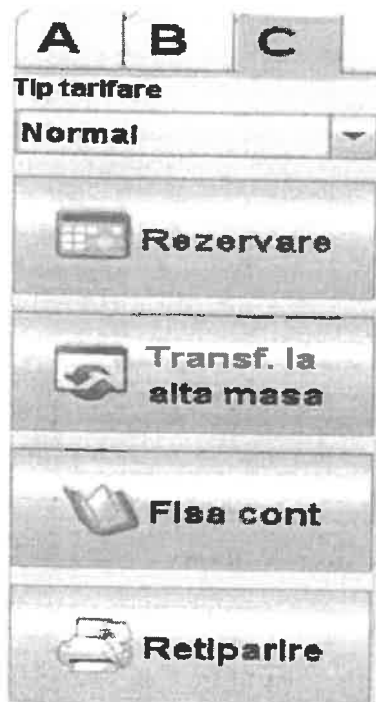 A B C
Tip tarifare
Normal
Rezervare
Transf. la
alta masa
Fisa cont
Retiparire